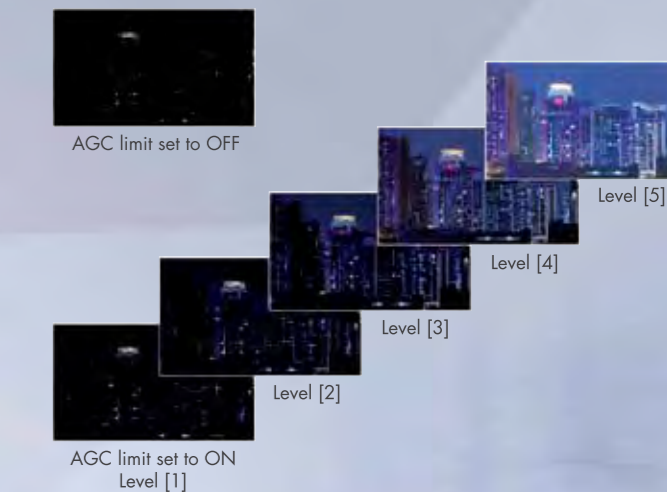 AGC limit set to OFF
Level [5]
Level [4]
Level [3]
Level [2]
AGC limit set to ON
Level [1]